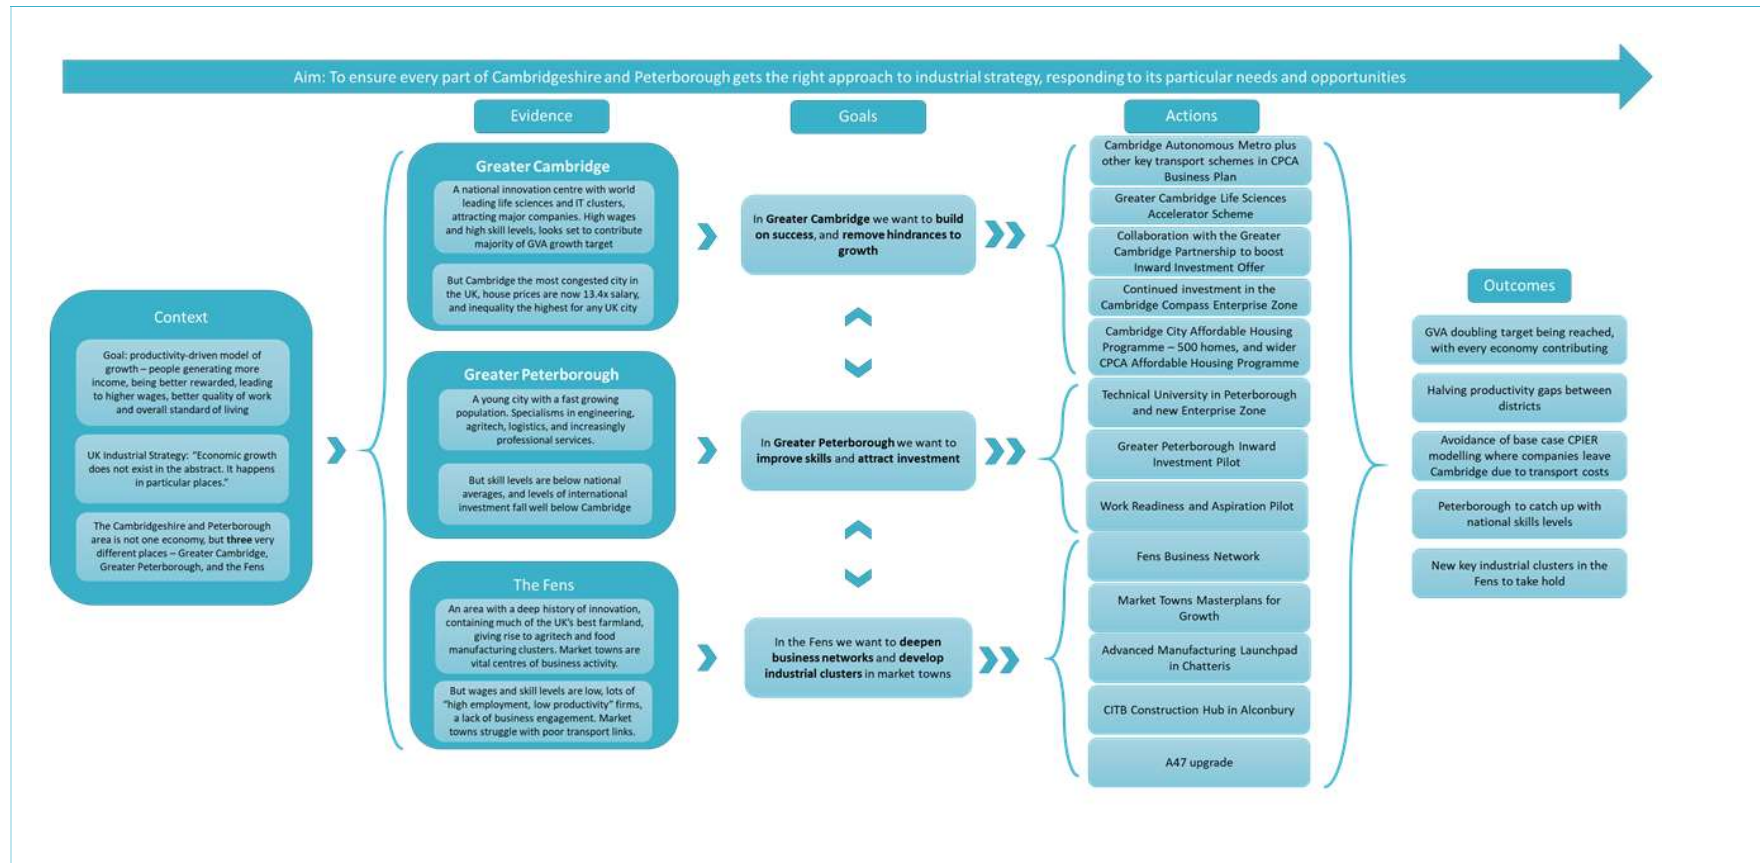 Aim: To ensure every part of Cambridgeshire and Peterborough gets the right approach to industrial strategy, responding to its particular needs and opportunities
Context
Goal: productivity-driven model of
growth – people generating more
income, being better rewarded, leading
to higher wages, better quality of work
and overall standard of living
UK Industrial Strategy: "Economic growth
does not exist in the abstract. It happens
in particular places."
The Cambridgeshire and Peterborough
area is not one economy, but three very
different places – Greater Cambridge,
Greater Peterborough, and the Fens
Evidence
Greater Cambridge
A national innovation centre with world
leading life sciences and IT clusters,
attracting major companies. High wages
and high skill levels, looks set to contribute
majority of GVA growth target
But Cambridge the most congested city in
the UK, house prices are now 13.4x salary,
and inequality the highest for any UK city
Greater Peterborough
A young city with a fast growing
population. Specialisms in engineering,
agritech, logistics, and increasingly
professional services.
But skill levels are below national
averages, and levels of international
investment fall well below Cambridge
The Fens
An area with a deep history of innovation,
containing much of the UK's best farmland,
giving rise to agritech and food
manufacturing clusters. Market towns are
vital centres of business activity.
But wages and skill levels are low, lots of
"high employment, low productivity" firms,
a lack of business engagement. Market
towns struggle with poor transport links.
Goals
In Greater Cambridge we want to build
on success, and remove hindrances to
growth
In Greater Peterborough we want to
improve skills and attract investment
In the Fens we want to deepen
business networks and develop
industrial clusters in market towns
Actions
Cambridge Autonomous Metro plus
other key transport schemes in CPCA
Business Plan
Greater Cambridge Life Sciences
Accelerator Scheme
Collaboration with the Greater
Cambridge Partnership to boost
Inward Investment Offer
Continued investment in the
Cambridge Compass Enterprise Zone
Cambridge City Affordable Housing
Programme – 500 homes, and wider
CPCA Affordable Housing Programme
Technical University in Peterborough
and new Enterprise Zone
Greater Peterborough Inward
Investment Pilot
Work Readiness and Aspiration Pilot
Fens Business Network
Market Towns Masterplans for
Growth
Advanced Manufacturing Launchpad
in Chatteris
CITB Construction Hub in Alconbury
A47 upgrade
Outcomes
GVA doubling target being reached,
with every economy contributing
Halving productivity gaps between
districts
Avoidance of base case CPIER
modelling where companies leave
Cambridge due to transport costs
Peterborough to catch up with
national skills levels
New key industrial clusters in the
Fens to take hold